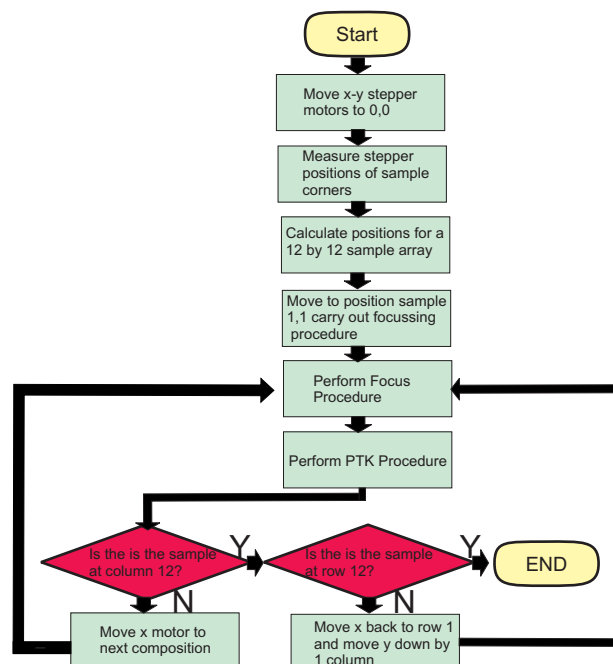 Start
Move x-y stepper
motors to 0,0
Measure stepper
positions of sample
corners
Calculate positions for a
12 by 12 sample array
Move to position sample
1,1 carry out focussing
procedure
Perform Focus
Procedure
Perform PTK Procedure
Is the is the sample
at column 12?
Y
N
Is the is the sample
at row 12?
Y
N
END
Move x motor to
next composition
Move x back to row 1
and move y down by
1 column